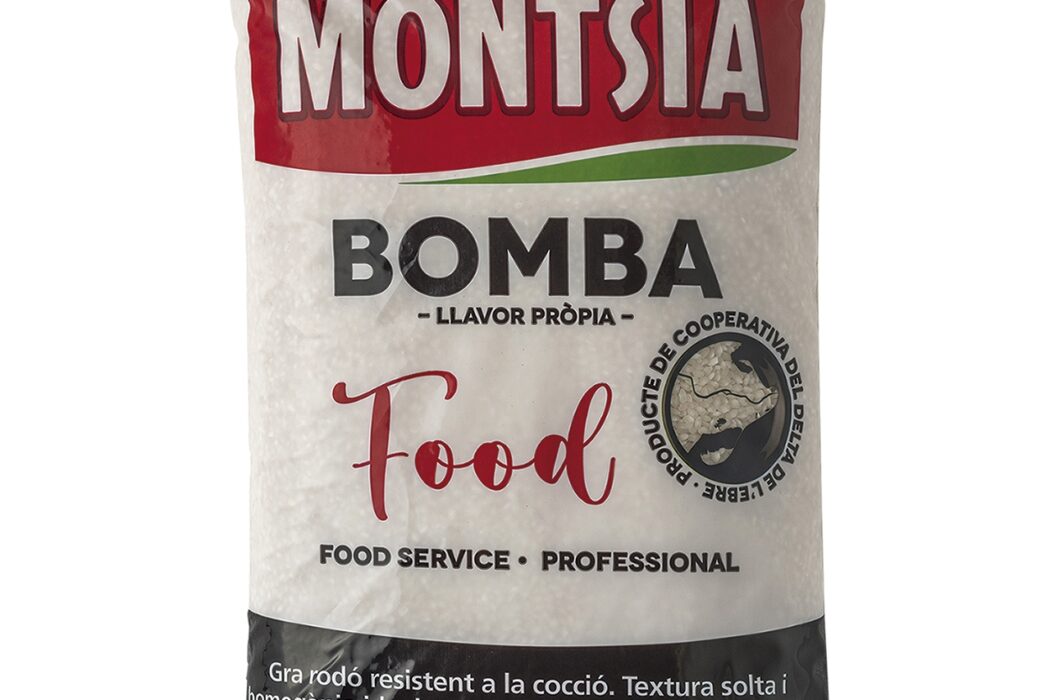 MONTSIÀ
BOMBA
- LLAVOR PRÒPIA -
Food
• PRODUCTE DE COOPERATIVA DEL DELTA DE L'EBRE
FOOD SERVICE • PROFESSIONAL
Gra rodó resistent a la cocció. Textura solta i